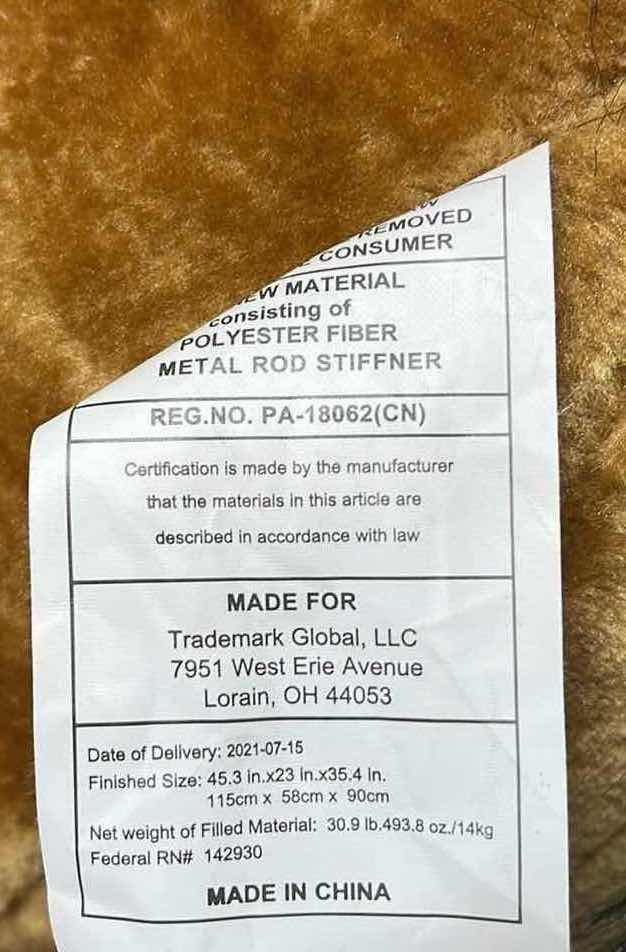 REMOVED
CONSUMER
MATERIAL
consisting of
POLYESTER FIBER
METAL ROD STIFFNER
REG.NO. PA-18062(CN)
Certification is made by the manufacturer
that the materials in this article are
described in accordance with law
MADE FOR
Trademark Global, LLC
7951 West Erie Avenue
Lorain, OH 44053
Date of Delivery: 2021-07-15
Finished Size: 45.3 in.x23 in.x35.4 in.
115cm x 58cm x 90cm
Net weight of Filled Material: 30.9 lb.493.8 oz./14kg
Federal RN# 142930
MADE IN CHINA